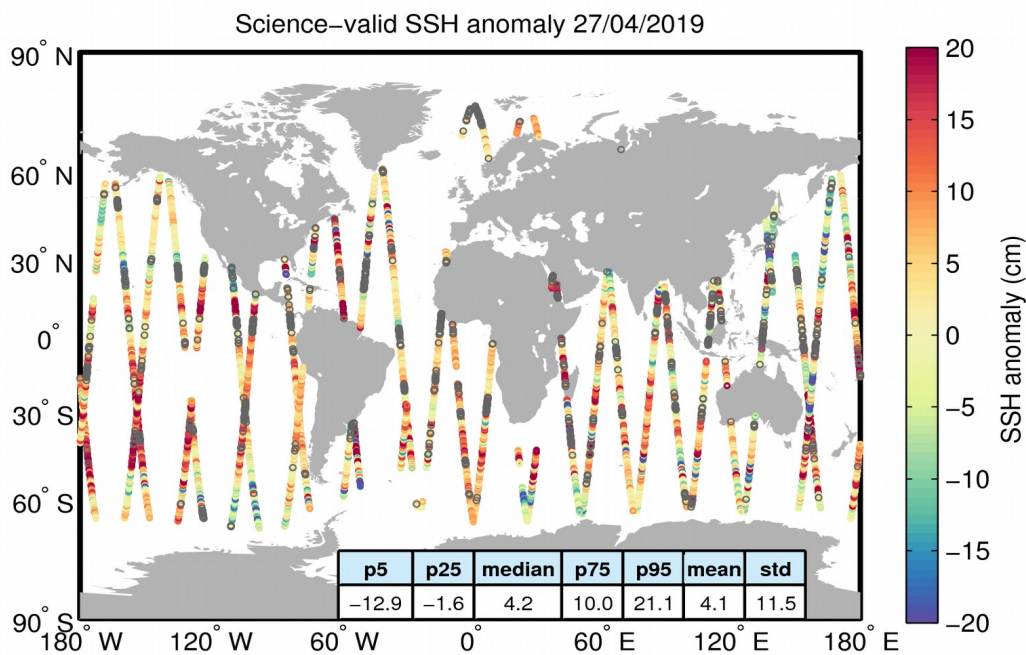 Science−valid SSH anomaly 27/04/2019
90° N
60° N
30° N
0°
30° S
60° S
90° S
180° W
120° W
60° W
0°
60° E
120° E
180° E
p5 p25 median p75 p95 mean std
−12.9 −1.6 4.2 10.0 21.1 4.1 11.5
20
15
10
5
0
−5
−10
−15
−20
SSH anomaly (cm)